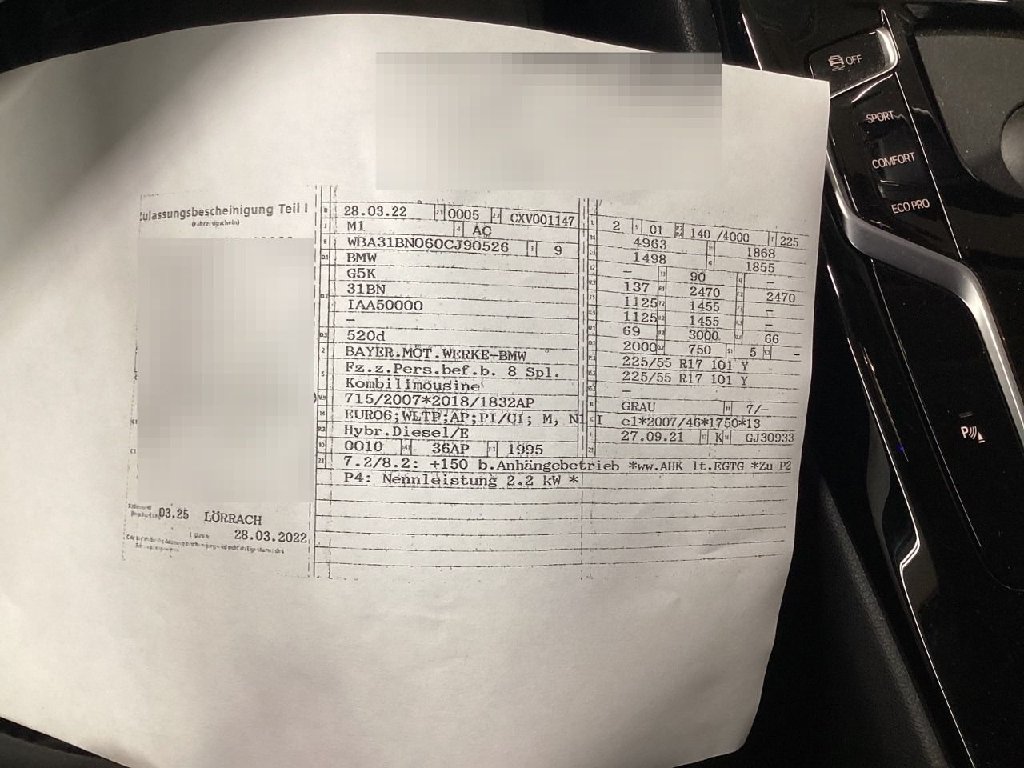 Zulassungsbescheinigung Teil I
(Fahrzeugschein)
03.25 LÖRRACH
28.03.2022
28.03.22 0005 CXV001147
M1 AC
WBA31BN060CJ90526 9
BMW
G5K
31BN
IAA50000
–
520d
BAYER.MOT.WERKE-BMW
Fz.z.Pers.bef.b. 8 Spl.
Kombilimousine
715/2007*2018/1832AP
EURO6;WLTP;AP;PI/CI; M, N1 I
Hybr.Diesel/E
0010 36AP 1995
7.2/8.2: +150 b.Anhängebetrieb *ww.AHK lt.EGTG *Zu P2
P4: Nennleistung 2.2 kW *
2 01 140 /4000 225
4963 1868
1498 1855
– 90 –
137 2470 2470
1125 1455 –
1125 1455 –
69 3000 66
2000 750 5 –
225/55 R17 101 Y
225/55 R17 101 Y
GRAU 7/–
e1*2007/46*1750*13
27.09.21 K GJ30933
OFF
SPORT
COMFORT
ECO PRO
P